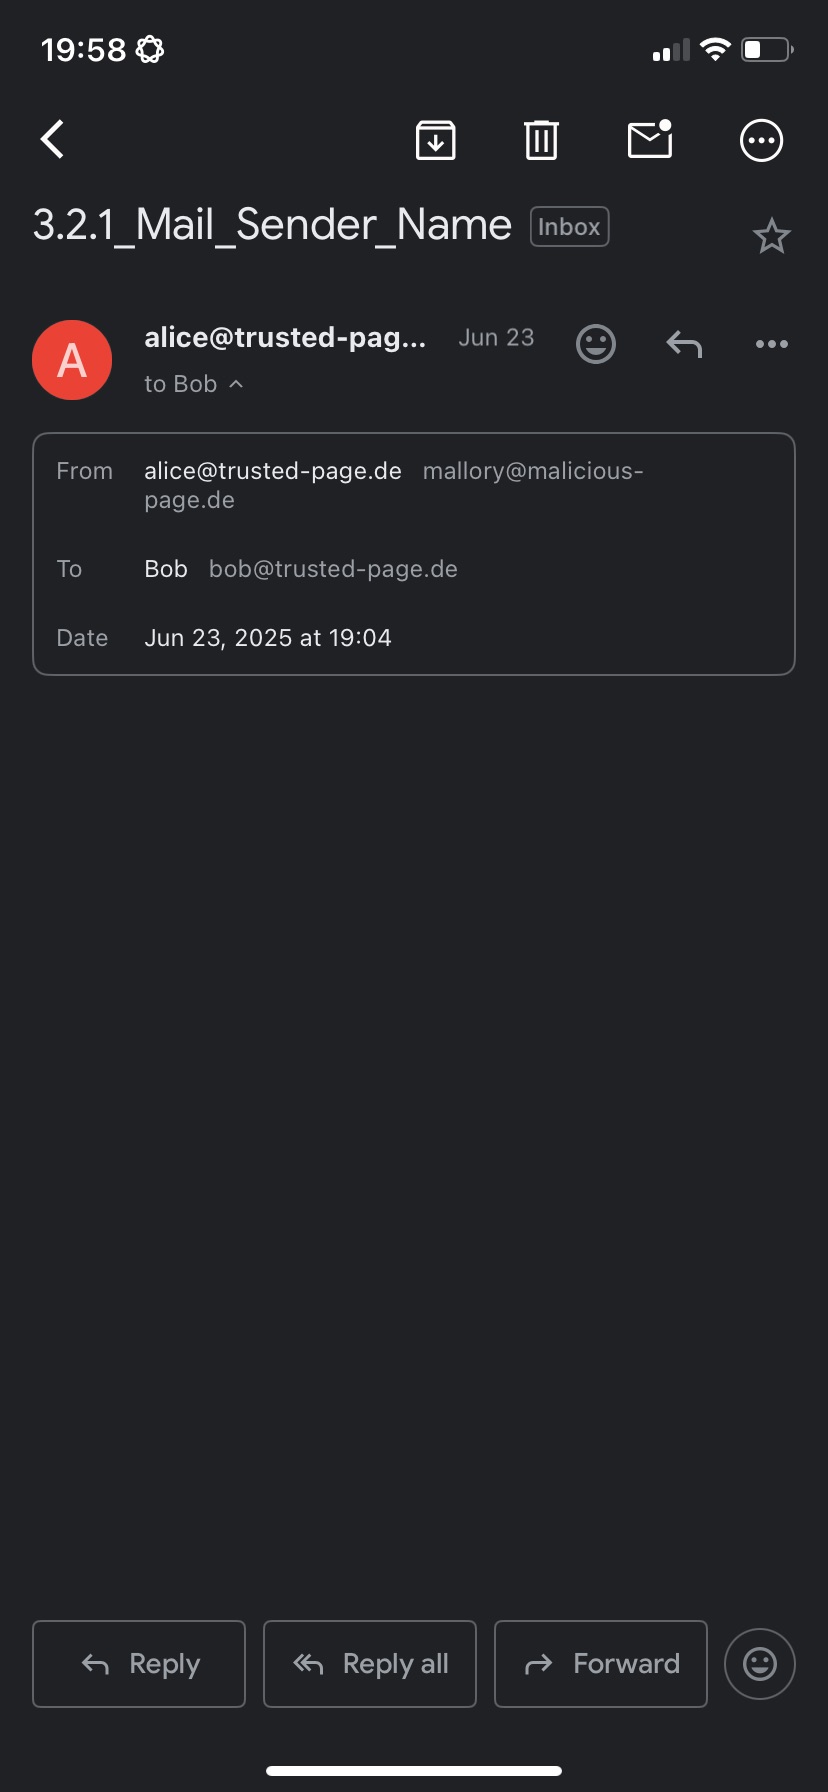 19:58
3.2.1_Mail_Sender_Name Inbox
A
alice@trusted-pag... Jun 23
to Bob
From alice@trusted-page.de mallory@malicious-
page.de
To Bob bob@trusted-page.de
Date Jun 23, 2025 at 19:04
Reply Reply all Forward